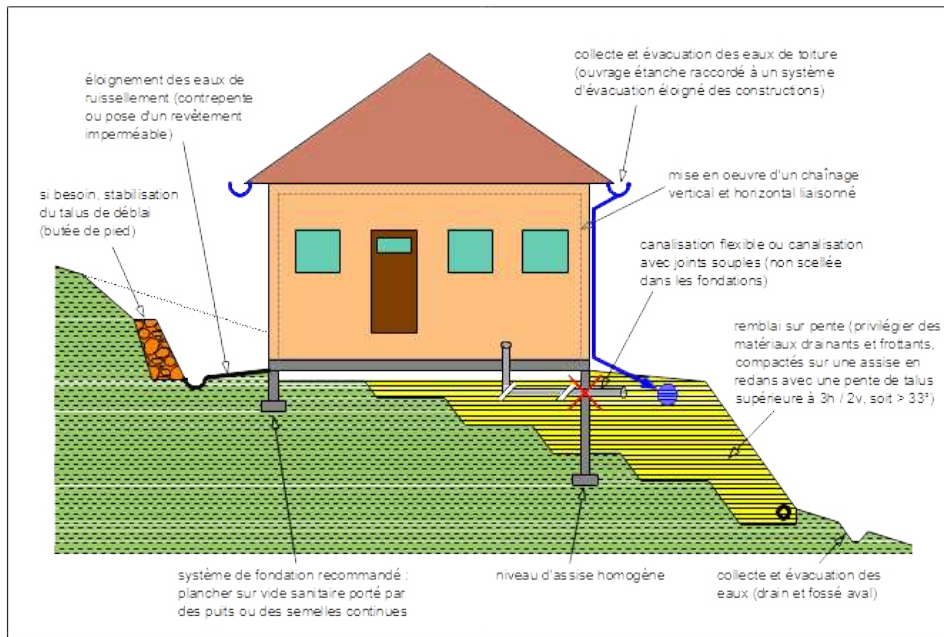 collecte et évacuation des eaux de toiture
(ouvrage étanche raccordé à un système
d'évacuation éloigné des constructions)
éloignement des eaux de
ruissellement (contrepente
ou pose d'un revêtement
imperméable)
mise en oeuvre d'un chaînage
vertical et horizontal liaisonné
si besoin, stabilisation
du talus de déblai
(butée de pied)
canalisation flexible ou canalisation
avec joints souples (non scellée
dans les fondations)
remblai sur pente (privilégier des
matériaux drainants et frottants,
compactés sur une assise en
redans avec une pente de talus
supérieure à 3h / 2v, soit > 33°)
système de fondation recommandé :
plancher sur vide sanitaire porté par
des puits ou des semelles continues
niveau d'assise homogène
collecte et évacuation des
eaux (drain et fossé aval)